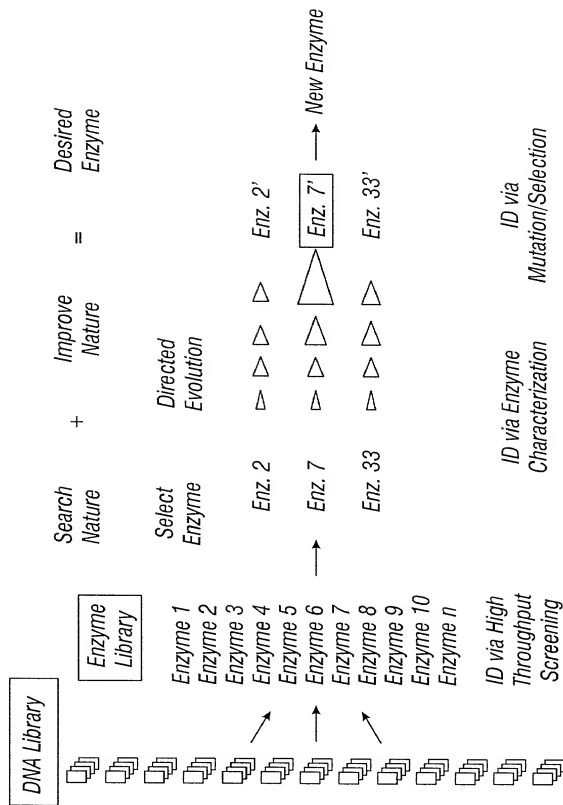 DNA Library
Enzyme
Library
Enzyme 1
Enzyme 2
Enzyme 3
Enzyme 4
Enzyme 5
Enzyme 6
Enzyme 7
Enzyme 8
Enzyme 9
Enzyme 10
Enzyme n
ID via High
Throughput
Screening
Search
Nature
+
Improve
Nature
=
Desired
Enzyme
Select
Enzyme
Directed
Evolution
Enz. 2
Enz. 7
Enz. 33
Enz. 2'
Enz. 7'
Enz. 33'
New Enzyme
ID via Enzyme
Characterization
ID via
Mutation/Selection